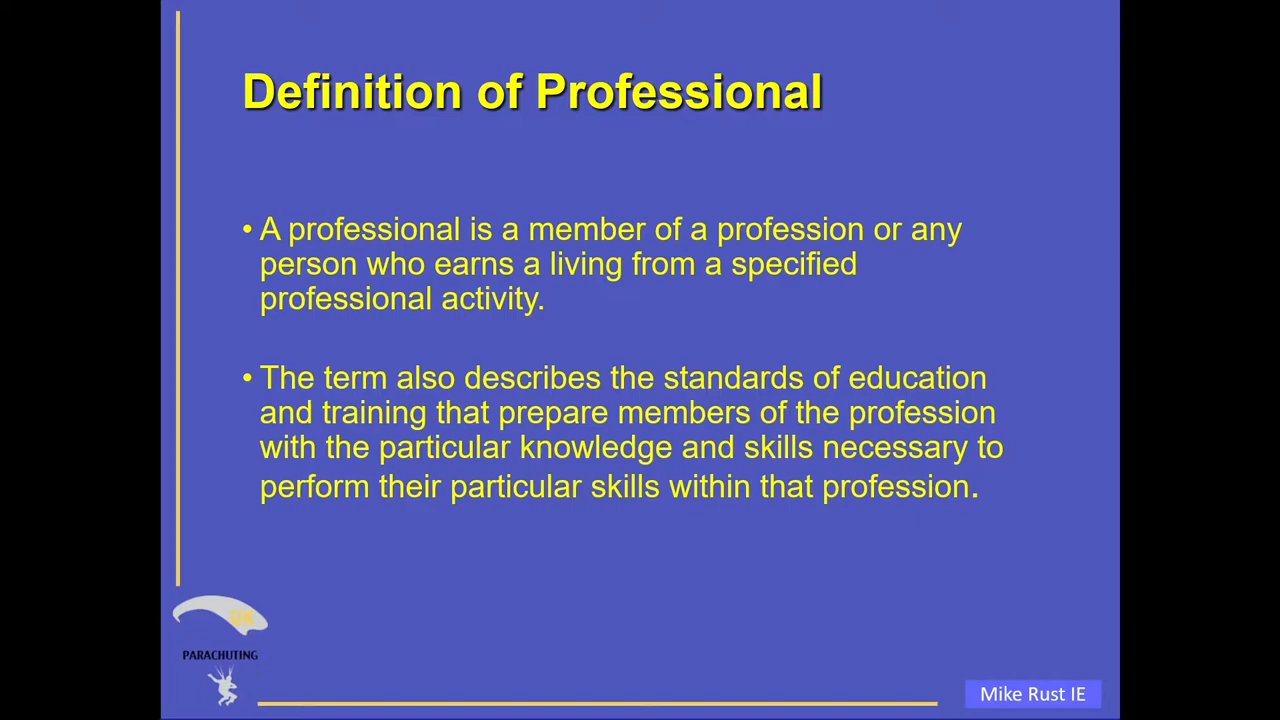 Definition of Professional
• A professional is a member of a profession or any
person who earns a living from a specified
professional activity.
• The term also describes the standards of education
and training that prepare members of the profession
with the particular knowledge and skills necessary to
perform their particular skills within that profession.
UK
PARACHUTING
Mike Rust IE